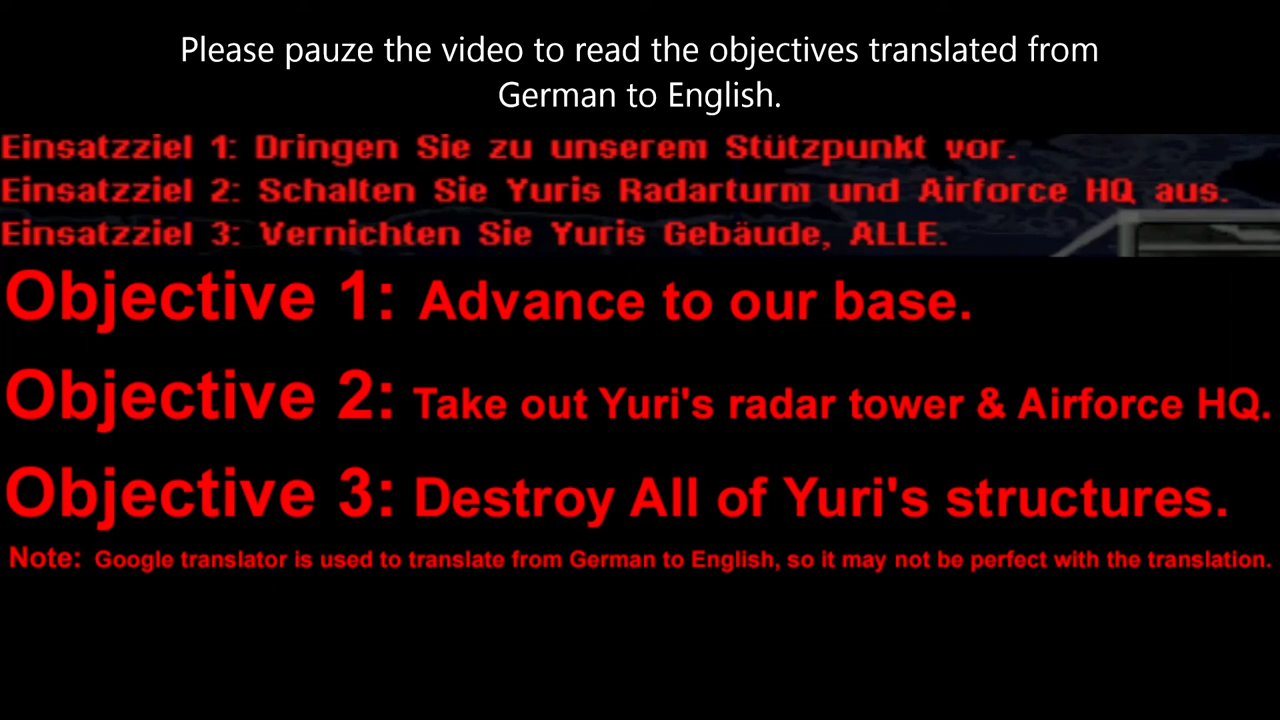 Please pauze the video to read the objectives translated from
German to English.
Einsatzziel 1: Dringen Sie zu unserem Stützpunkt vor.
Einsatzziel 2: Schalten Sie Yuris Radarturm und Airforce HQ aus.
Einsatzziel 3: Vernichten Sie Yuris Gebäude, ALLE.
Objective 1: Advance to our base.
Objective 2: Take out Yuri's radar tower & Airforce HQ.
Objective 3: Destroy All of Yuri's structures.
Note: Google translator is used to translate from German to English, so it may not be perfect with the translation.